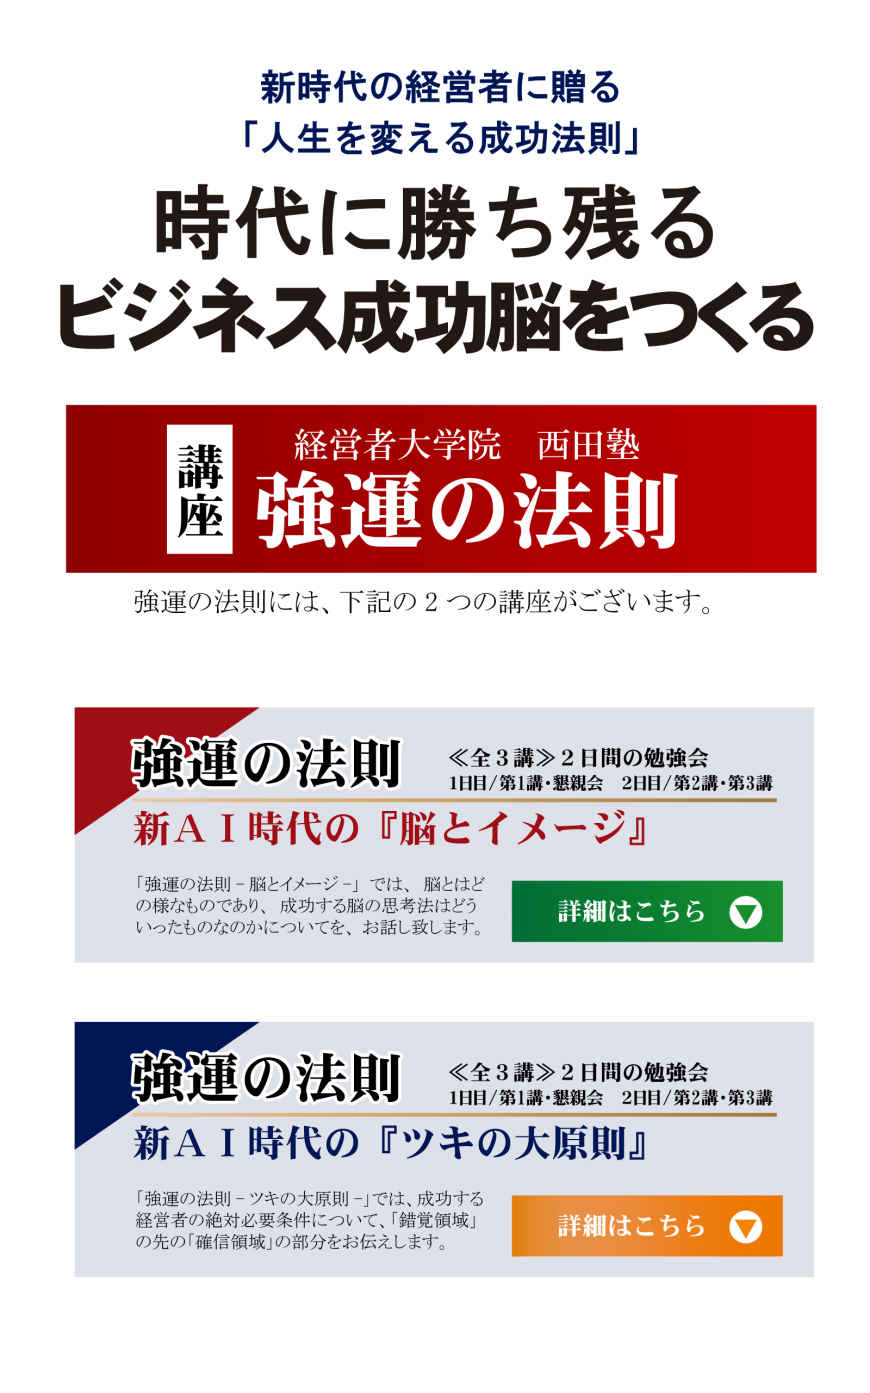 新時代の経営者に贈る
「人生を変える成功法則」
時代に勝ち残る
ビジネス成功脳をつくる
講座
経営者大学院　西田塾
強運の法則
強運の法則には、下記の2つの講座がございます。
強運の法則
≪全3講≫2日間の勉強会
1日目/第1講・懇親会　2日目/第2講・第3講
新AI時代の『脳とイメージ』
「強運の法則－脳とイメージ－」では、脳とはど
の様なものであり、成功する脳の思考法はどう
いったものなのかについてを、お話し致します。
詳細はこちら
強運の法則
≪全3講≫2日間の勉強会
1日目/第1講・懇親会　2日目/第2講・第3講
新AI時代の『ツキの大原則』
「強運の法則－ツキの大原則－」では、成功する
経営者の絶対必要条件について、「錯覚領域」
の先の「確信領域」の部分をお伝えします。
詳細はこちら